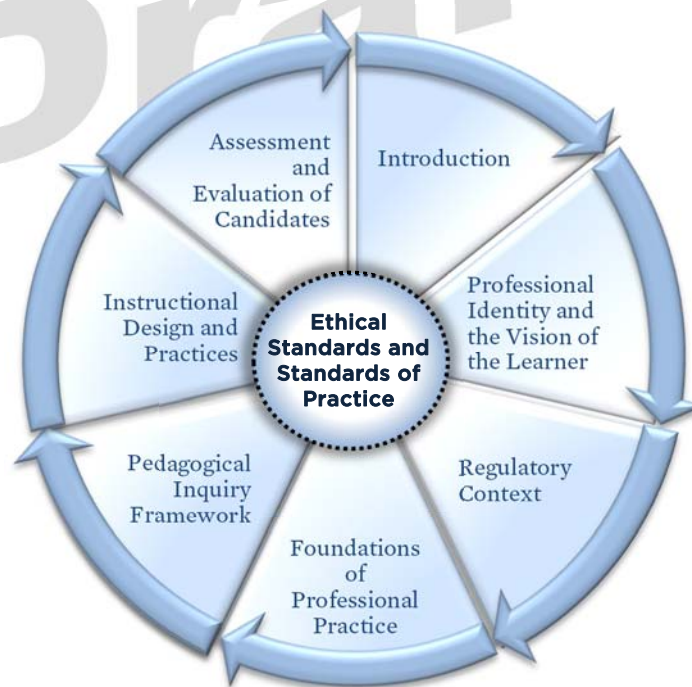 Introduction
Professional
Identity and
the Vision of
the Learner
Regulatory
Context
Foundations
of
Professional
Practice
Pedagogical
Inquiry
Framework
Instructional
Design and
Practices
Assessment
and
Evaluation of
Candidates
Ethical
Standards and
Standards of
Practice